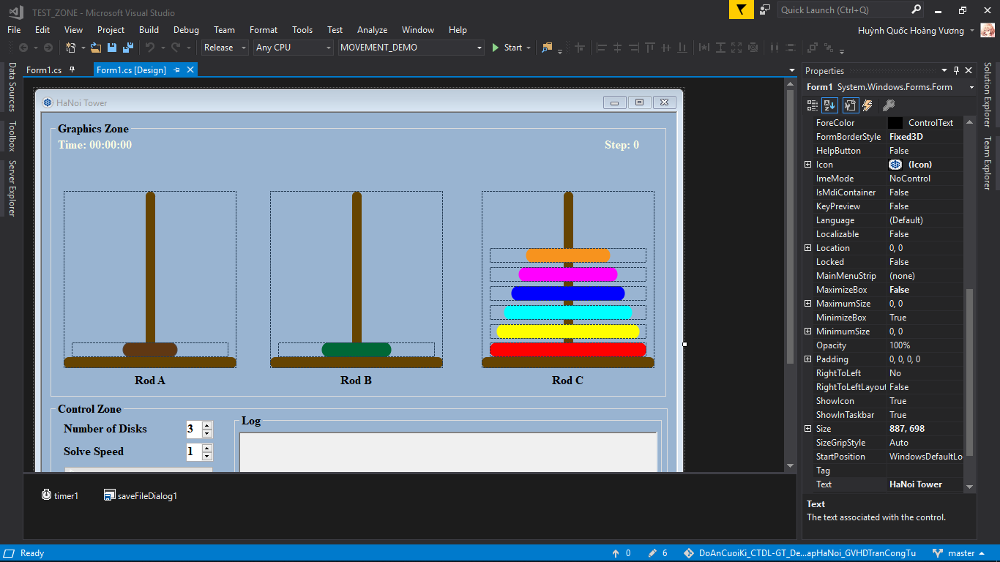 TEST_ZONE - Microsoft Visual Studio
Quick Launch (Ctrl+Q)
File Edit View Project Build Debug Team Format Tools Test Analyze Window Help
Huỳnh Quốc Hoàng Vương
Release Any CPU MOVEMENT_DEMO Start
Form1.cs Form1.cs [Design]
Data Sources
Toolbox
Server Explorer
HaNoi Tower
Graphics Zone
Time: 00:00:00 Step: 0
Rod A Rod B Rod C
Control Zone
Number of Disks 3
Solve Speed 1
Log
timer1 saveFileDialog1
Properties
Form1 System.Windows.Forms.Form
ForeColor ControlText
FormBorderStyle Fixed3D
HelpButton False
Icon (Icon)
ImeMode NoControl
IsMdiContainer False
KeyPreview False
Language (Default)
Localizable False
Location 0, 0
Locked False
MainMenuStrip (none)
MaximizeBox False
MaximumSize 0, 0
MinimizeBox True
MinimumSize 0, 0
Opacity 100%
Padding 0, 0, 0, 0
RightToLeft No
RightToLeftLayout False
ShowIcon True
ShowInTaskbar True
Size 887, 698
SizeGripStyle Auto
StartPosition WindowsDefaultLo
Tag
Text HaNoi Tower
Text
The text associated with the control.
Solution Explorer
Team Explorer
Ready
0 6 DoAnCuoiKi_CTDL-GT_De...apHaNoi_GVHDTranCongTu master